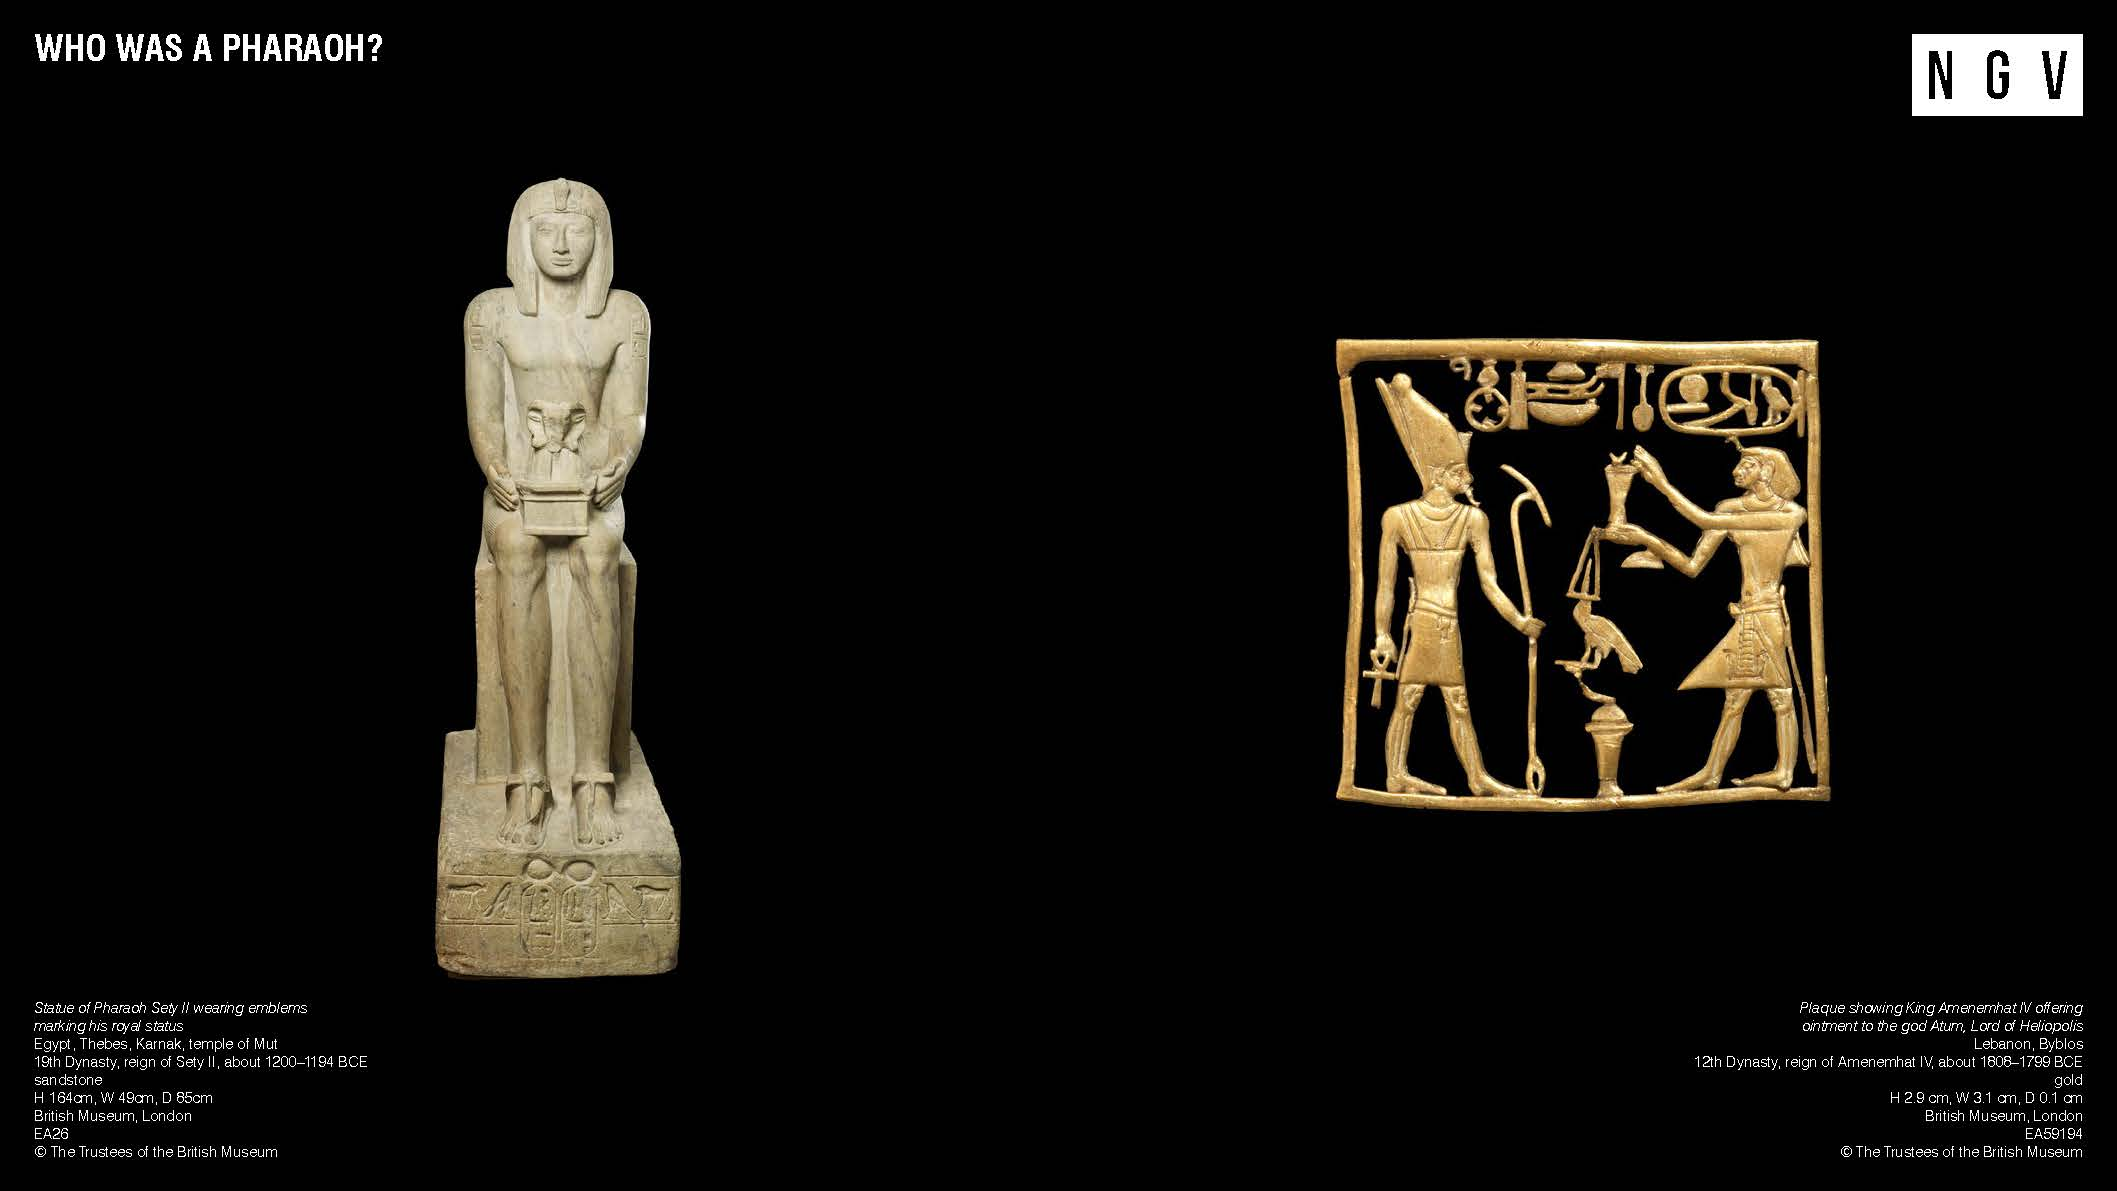 WHO WAS A PHARAOH?
N G V
Statue of Pharaoh Sety II wearing emblems
marking his royal status
Egypt, Thebes, Karnak, temple of Mut
19th Dynasty, reign of Sety II, about 1200–1194 BCE
sandstone
H 164cm, W 49cm, D 85cm
British Museum, London
EA26
© The Trustees of the British Museum
Plaque showing King Amenemhat IV offering
ointment to the god Atum, Lord of Heliopolis
Lebanon, Byblos
12th Dynasty, reign of Amenemhat IV, about 1808–1799 BCE
gold
H 2.9 cm, W 3.1 cm, D 0.1 cm
British Museum, London
EA59194
© The Trustees of the British Museum